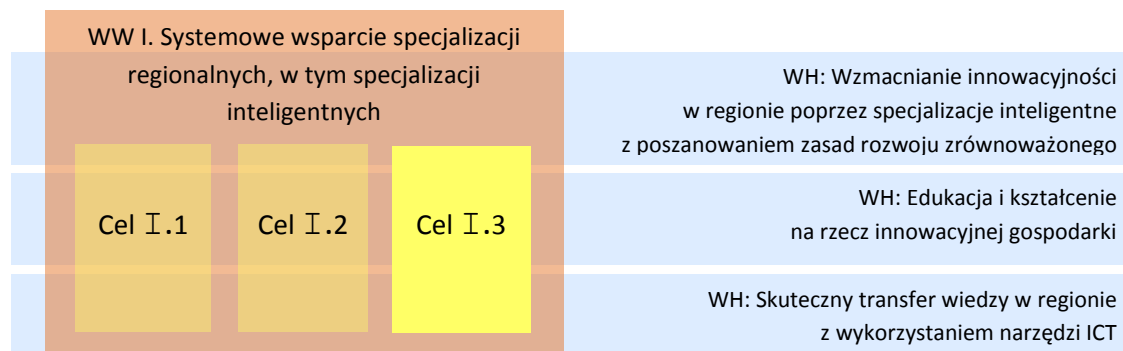 WW I. Systemowe wsparcie specjalizacji
regionalnych, w tym specjalizacji
inteligentnych
WH: Wzmacnianie innowacyjności
w regionie poprzez specjalizacje inteligentne
z poszanowaniem zasad rozwoju zrównoważonego
Cel I.1
Cel I.2
Cel I.3
WH: Edukacja i kształcenie
na rzecz innowacyjnej gospodarki
WH: Skuteczny transfer wiedzy w regionie
z wykorzystaniem narzędzi ICT